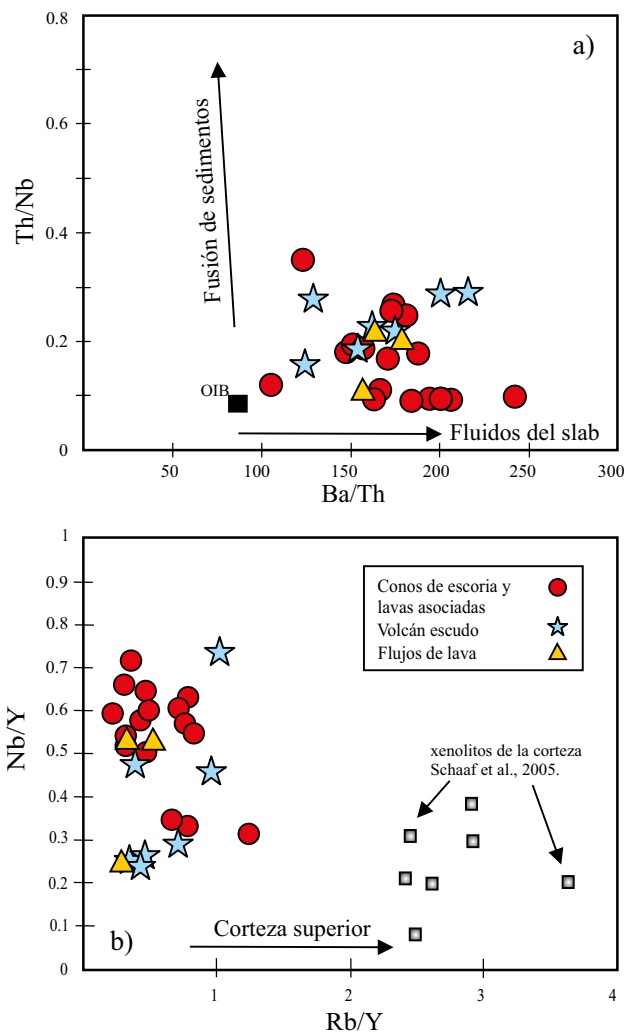 0.8
a)
0.6
0.4
0.2
0
Th/Nb
Fusión de sedimentos
OIB
Fluidos del slab
50
100
150
200
250
300
Ba/Th
1
0.9
0.8
0.7
0.6
0.5
0.4
0.3
0.2
0.1
0
Nb/Y
Conos de escoria y
lavas asociadas
Volcán escudo
Flujos de lava
xenolitos de la corteza
Schaaf et al., 2005.
Corteza superior
b)
1
2
3
4
Rb/Y